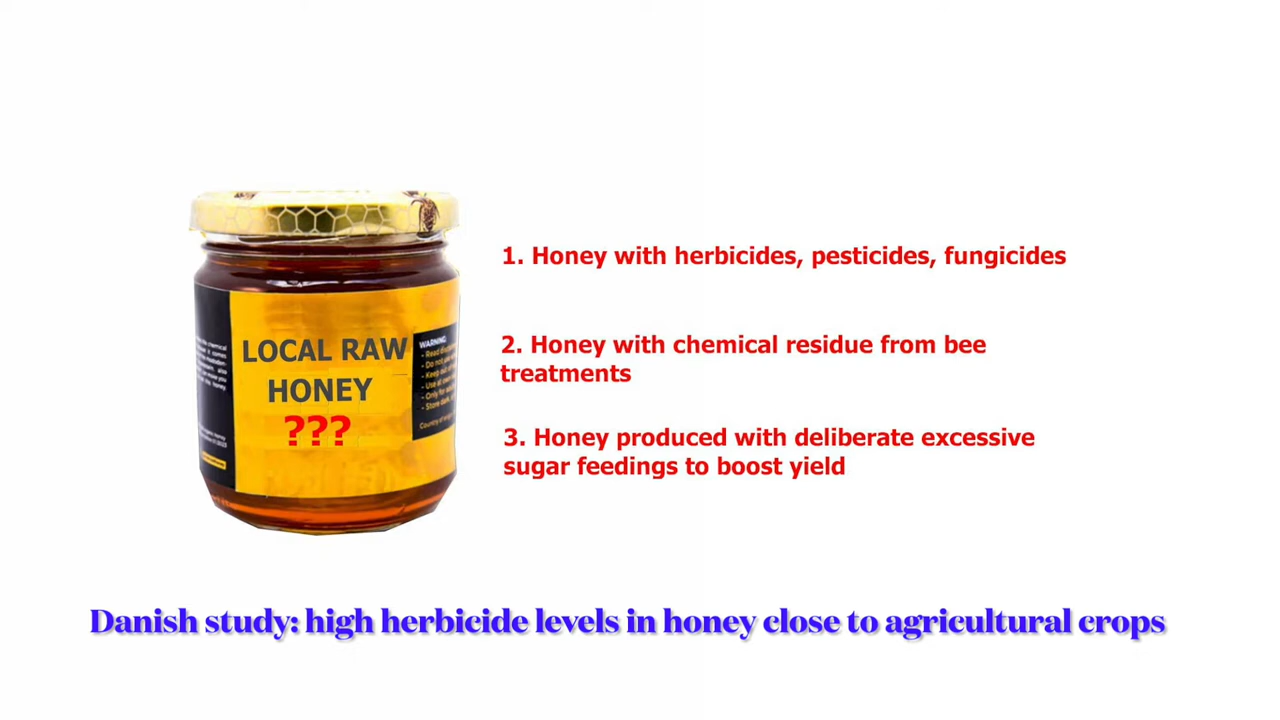 LOCAL RAW
HONEY
???
WARNING:
1. Honey with herbicides, pesticides, fungicides
2. Honey with chemical residue from bee
treatments
3. Honey produced with deliberate excessive
sugar feedings to boost yield
Danish study: high herbicide levels in honey close to agricultural crops